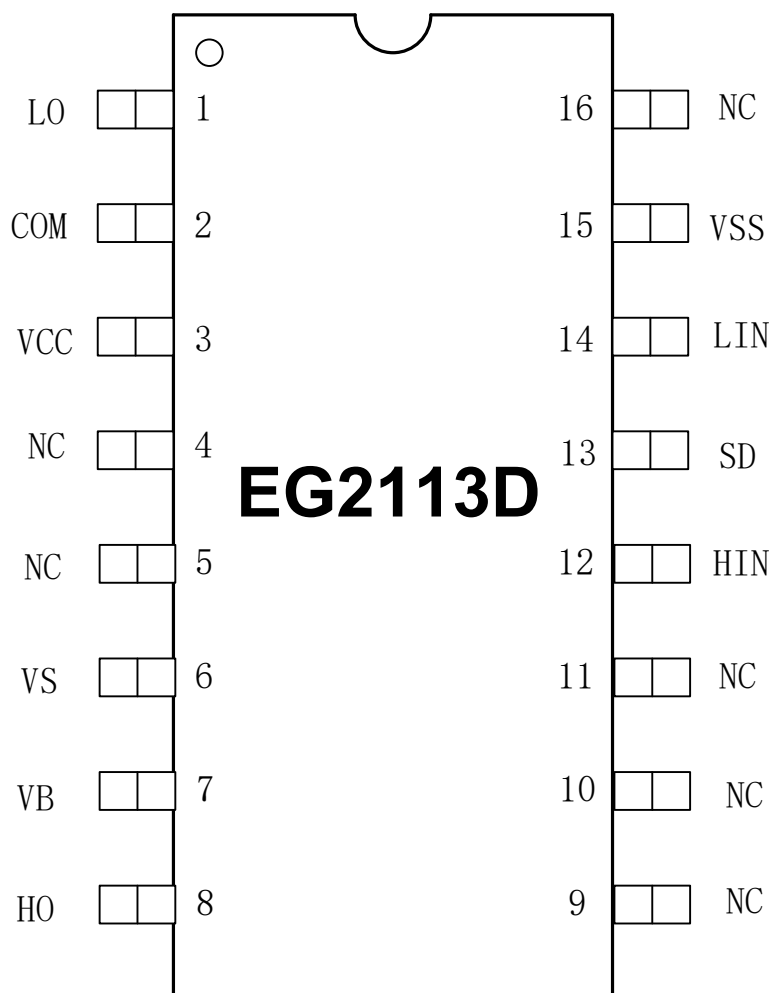 LO 1 16 NC
COM 2 15 VSS
VCC 3 14 LIN
NC 4 13 SD
EG2113D
NC 5 12 HIN
VS 6 11 NC
VB 7 10 NC
HO 8 9 NC